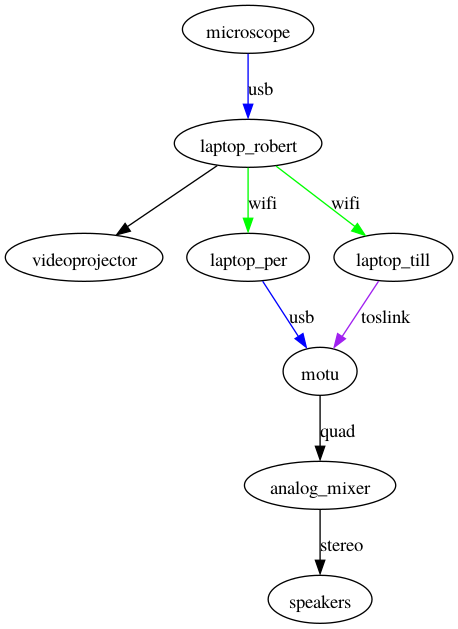 microscope
usb
laptop_robert
wifi
wifi
videoprojector
laptop_per
laptop_till
usb
toslink
motu
quad
analog_mixer
stereo
speakers